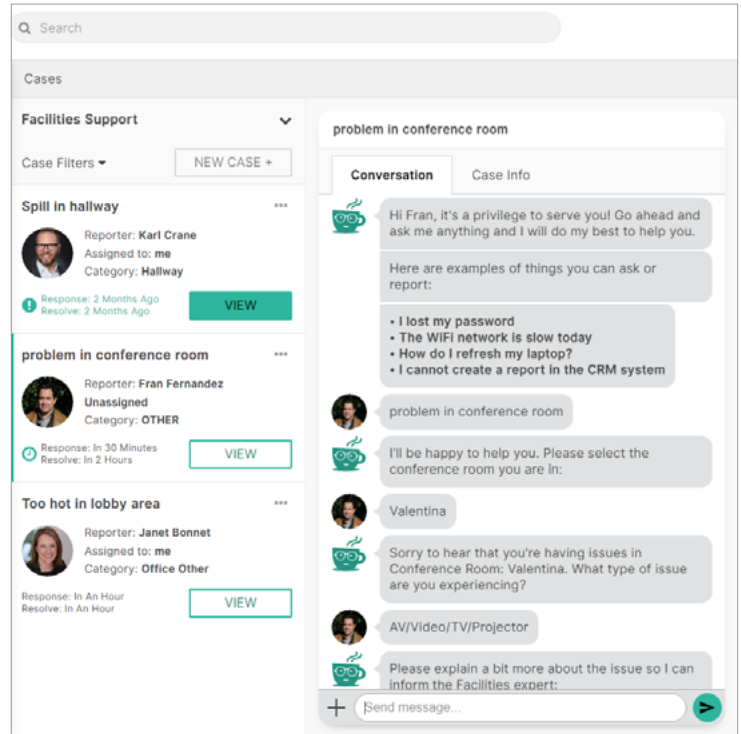 Search
Cases
Facilities Support
Case Filters
NEW CASE +
Spill in hallway
Reporter: Karl Crane
Assigned to: me
Category: Hallway
Response: 2 Months Ago
Resolve: 2 Months Ago
VIEW
problem in conference room
Reporter: Fran Fernandez
Unassigned
Category: OTHER
Response: In 30 Minutes
Resolve: In 2 Hours
VIEW
Too hot in lobby area
Reporter: Janet Bonnet
Assigned to: me
Category: Office Other
Response: In An Hour
Resolve: In An Hour
VIEW
problem in conference room
Conversation
Case Info
Hi Fran, it's a privilege to serve you! Go ahead and
ask me anything and I will do my best to help you.
Here are examples of things you can ask or
report:
• I lost my password
• The WiFi network is slow today
• How do I refresh my laptop?
• I cannot create a report in the CRM system
problem in conference room
I'll be happy to help you. Please select the
conference room you are in:
Valentina
Sorry to hear that you're having issues in
Conference Room: Valentina. What type of issue
are you experiencing?
AV/Video/TV/Projector
Please explain a bit more about the issue so I can
inform the Facilities expert:
Send message...